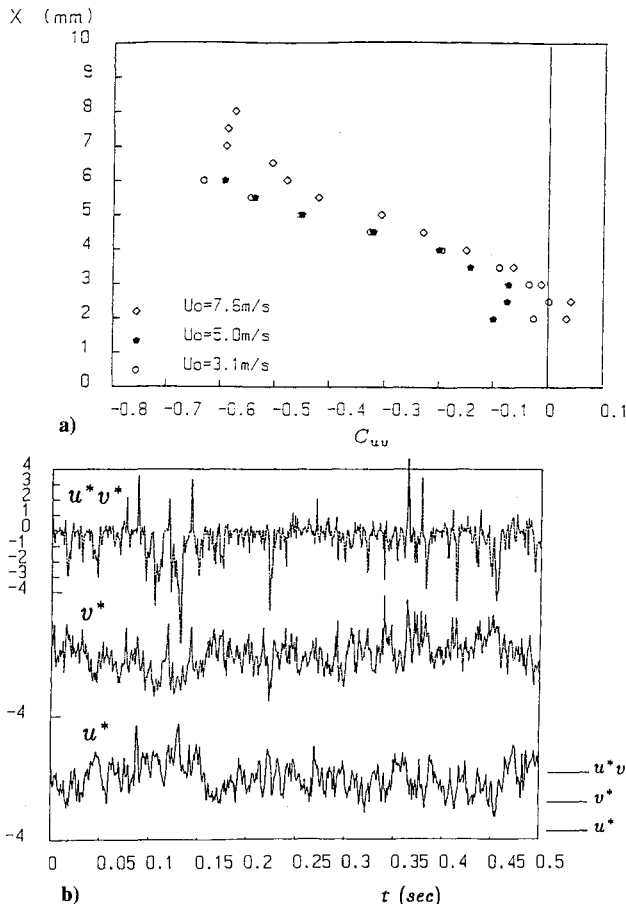 X (mm)
a)
10
9
8
7
6
5
4
3
2
1
0
◇ Uo=7.6m/s
Uo=5.0m/s
○ Uo=3.1m/s
-0.8 -0.7 -0.6 -0.5 -0.4 -0.3 -0.2 -0.1 0 0.1
a)
Cuv
4
3
2
1
0
-1
-2
-3
-4
u*v*
v*
-4
u*
-4
u*v
v*
u*
0 0.05 0.1 0.15 0.2 0.25 0.3 0.35 0.4 0.45 0.5
b)
t (sec)